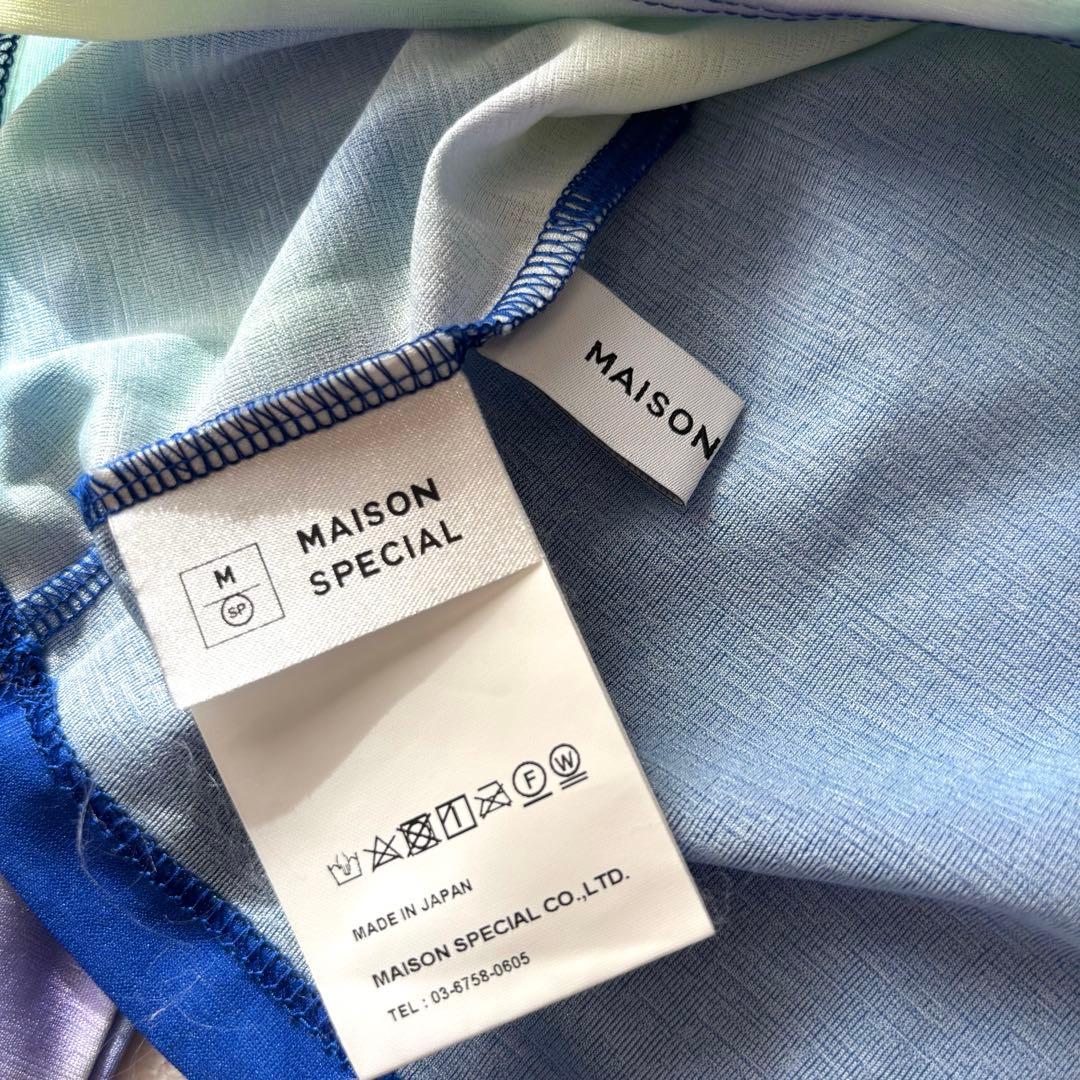 MAISON
MAISON
SPECIAL
M
SP
F W
MADE IN JAPAN
MAISON SPECIAL CO.,LTD.
TEL : 03-6758-0605